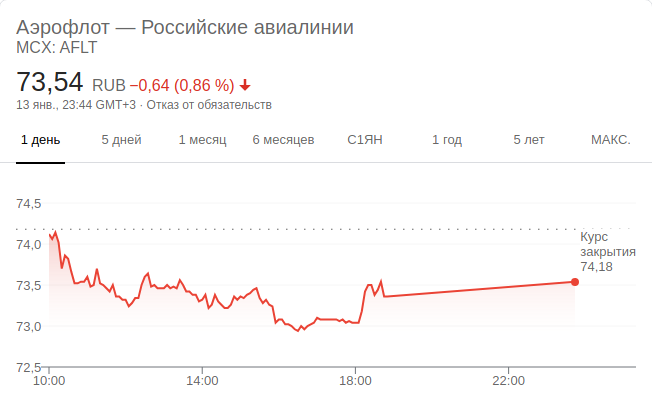 Аэрофлот — Российские авиалинии
MCX: AFLT
73,54 RUB −0,64 (0,86 %)
13 янв., 23:44 GMT+3 · Отказ от обязательств
1 день 5 дней 1 месяц 6 месяцев С1ЯН 1 год 5 лет МАКС.
74,5
74,0
73,5
73,0
72,5
Курс
закрытия
74,18
10:00 14:00 18:00 22:00